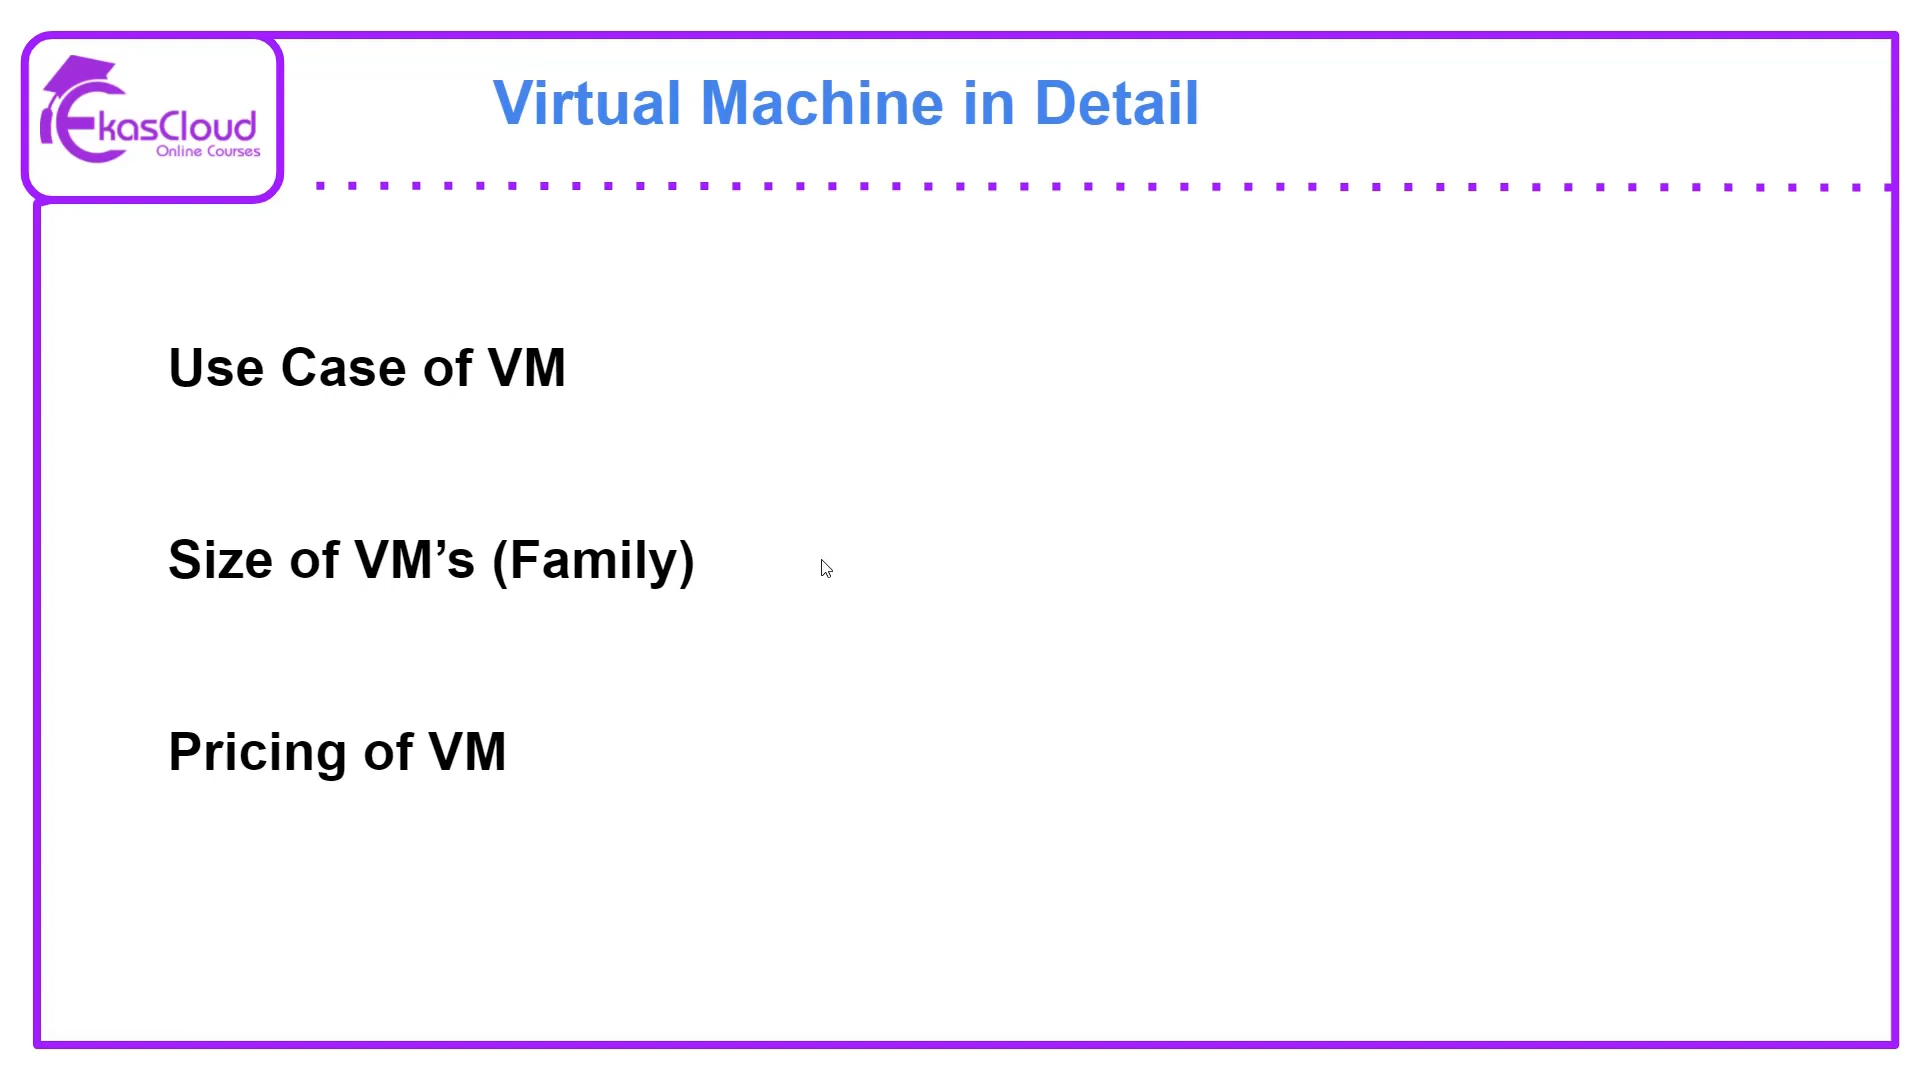 EkasCloud
Online Courses
Virtual Machine in Detail
Use Case of VM
Size of VM’s (Family)
Pricing of VM